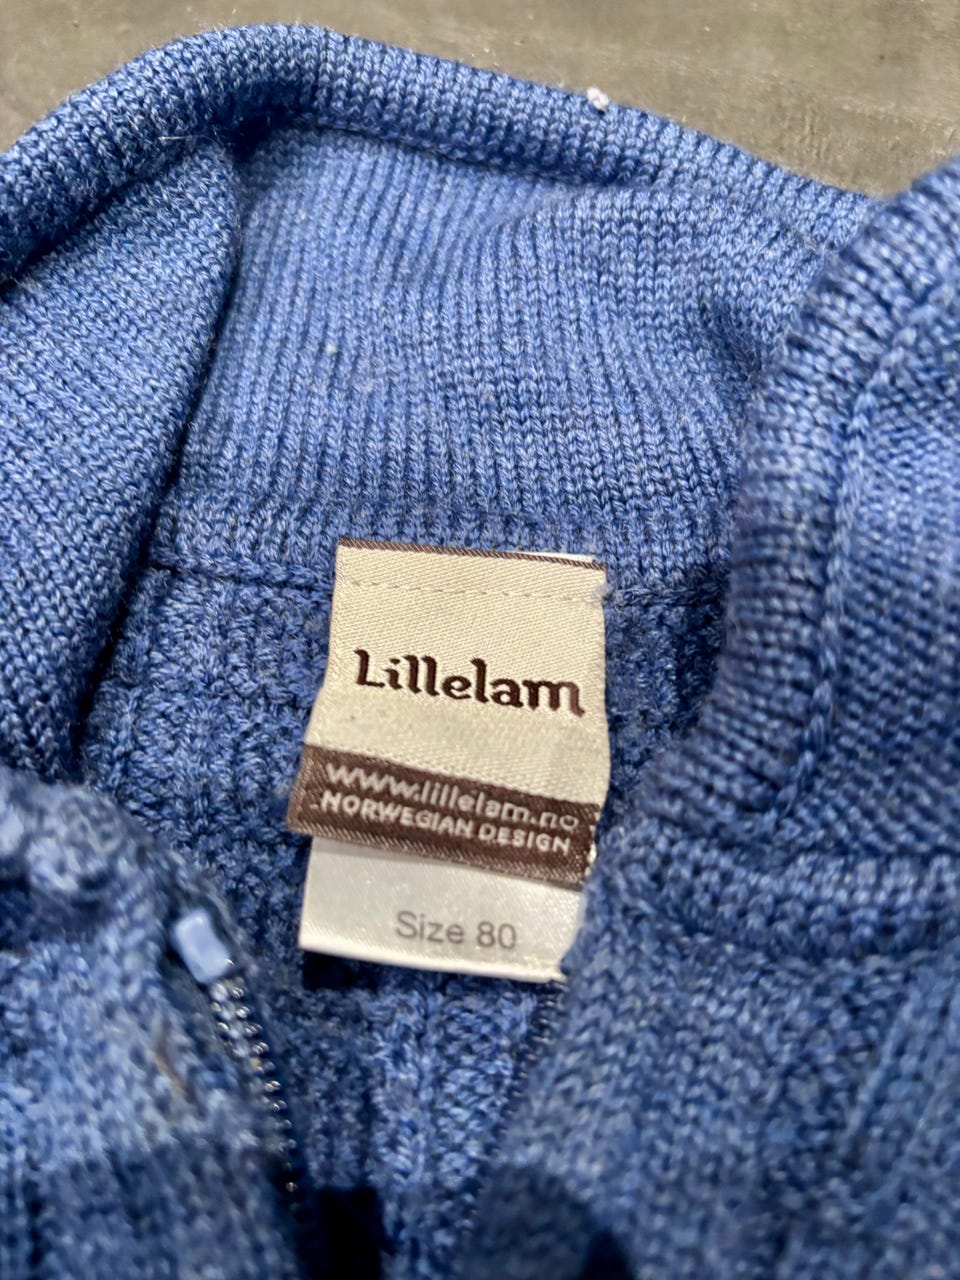 Lillelam
www.lillelam.no
NORWEGIAN DESIGN
Size 80